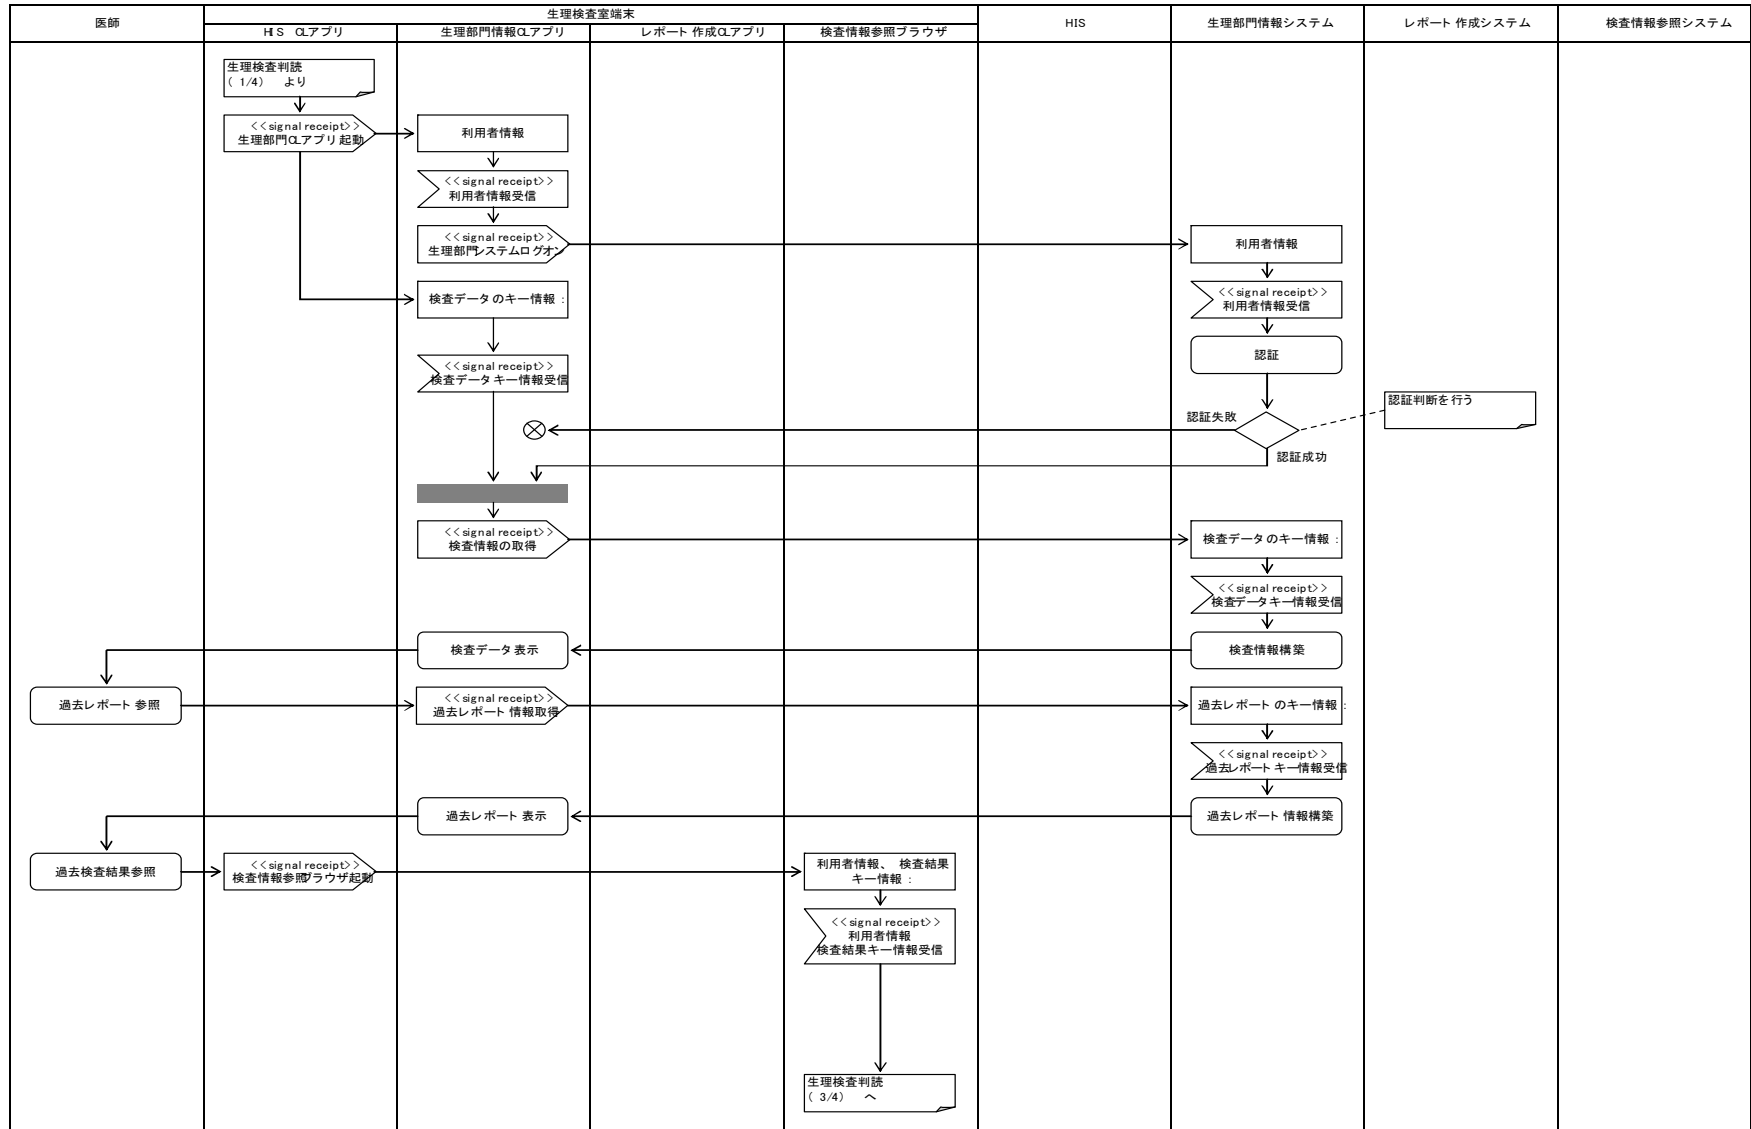 医師
生理検査室端末
HIS CLアプリ
生理部門情報CLアプリ
レポート作成CLアプリ
検査情報参照ブラウザ
HIS
生理部門情報システム
レポート作成システム
検査情報参照システム
生理検査判読
(1/4) より
<<signal receipt>>
生理部門CLアプリ起動
利用者情報
<<signal receipt>>
利用者情報受信
<<signal receipt>>
生理部門システムログオン
利用者情報
検査データのキー情報:
<<signal receipt>>
利用者情報受信
認証
<<signal receipt>>
検査データキー情報受信
認証判断を行う
認証失敗
認証成功
<<signal receipt>>
検査情報の取得
検査データのキー情報:
<<signal receipt>>
検査データキー情報受信
検査データ表示
検査情報構築
過去レポート参照
<<signal receipt>>
過去レポート情報取得
過去レポートのキー情報:
<<signal receipt>>
過去レポートキー情報受信
過去レポート表示
過去レポート情報構築
過去検査結果参照
<<signal receipt>>
検査情報参照ブラウザ起動
利用者情報、検査結果
キー情報:
<<signal receipt>>
利用者情報
検査結果キー情報受信
生理検査判読
(3/4) へ